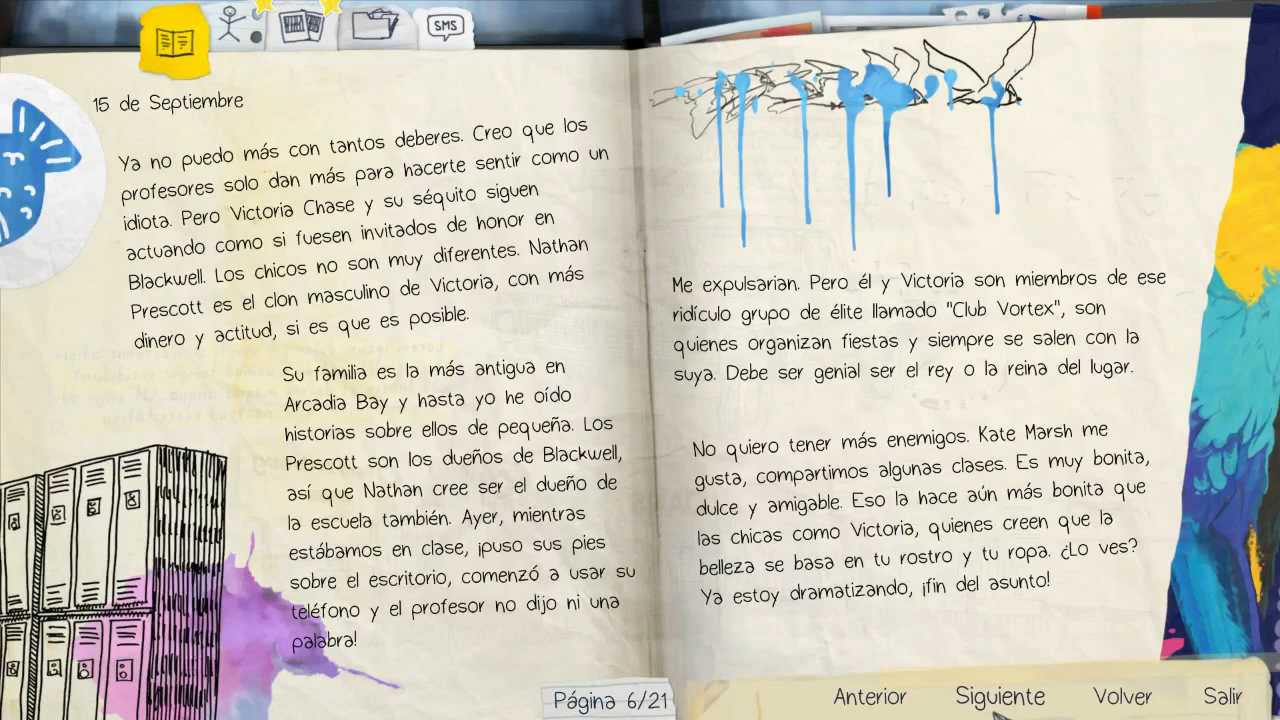 SMS
15 de Septiembre
Ya no puedo más con tantos deberes. Creo que los
profesores solo dan más para hacerte sentir como un
idiota. Pero Victoria Chase y su séquito siguen
actuando como si fuesen invitados de honor en
Blackwell. Los chicos no son muy diferentes. Nathan
Prescott es el clon masculino de Victoria, con más
dinero y actitud, si es que es posible.
Su familia es la más antigua en
Arcadia Bay y hasta yo he oído
historias sobre ellos de pequeña. Los
Prescott son los dueños de Blackwell,
así que Nathan cree ser el dueño de
la escuela también. Ayer, mientras
estábamos en clase, ¡puso sus pies
sobre el escritorio, comenzó a usar su
teléfono y el profesor no dijo ni una
palabra!
Me expulsarian. Pero él y Victoria son miembros de ese
ridículo grupo de élite llamado "Club Vortex", son
quienes organizan fiestas y siempre se salen con la
suya. Debe ser genial ser el rey o la reina del lugar.
No quiero tener más enemigos. Kate Marsh me
gusta, compartimos algunas clases. Es muy bonita,
dulce y amigable. Eso la hace aún más bonita que
las chicas como Victoria, quienes creen que la
belleza se basa en tu rostro y tu ropa. ¿Lo ves?
Ya estoy dramatizando, ¡fin del asunto!
Página 6/21
Anterior Siguiente Volver Salir